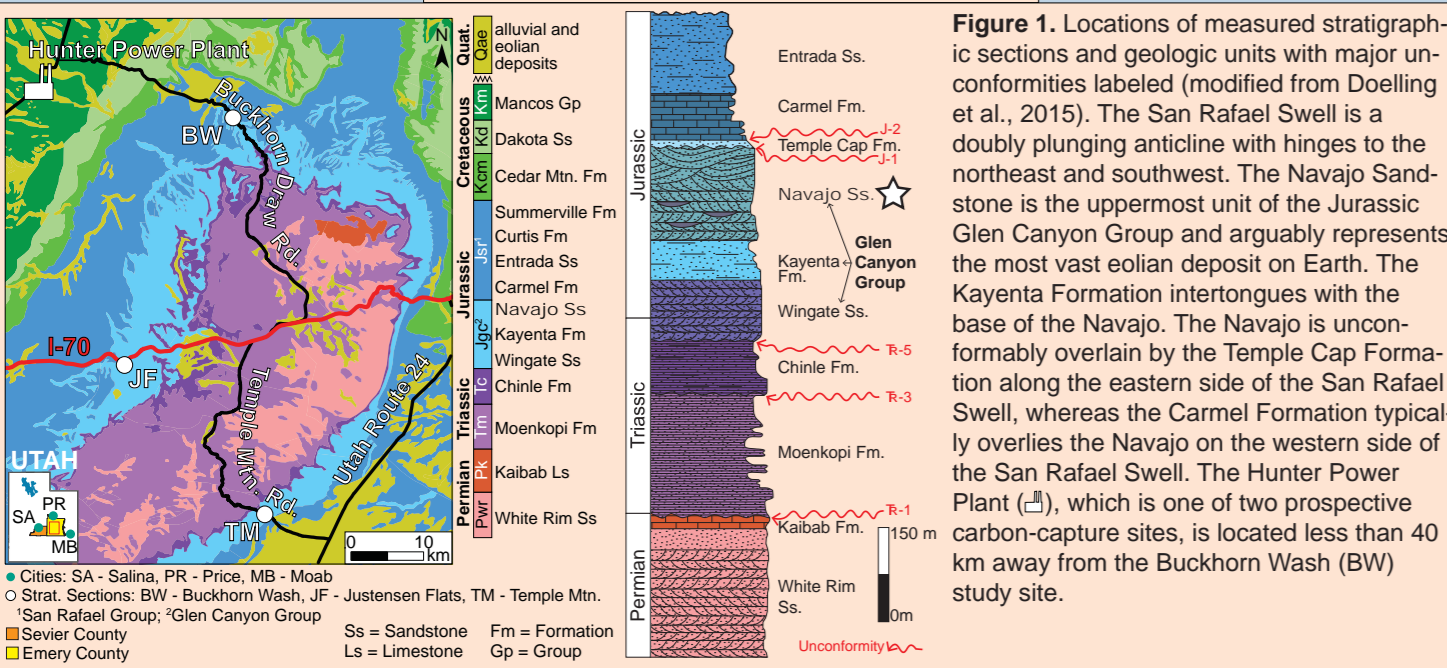 Hunter Power Plant
Buckhorn Draw Rd.
BW
N
I-70
JF
Temple Mtn. Rd.
Utah Route 24
TM
UTAH
PR
SA
MB
0 10
km
Cities: SA - Salina, PR - Price, MB - Moab
Strat. Sections: BW - Buckhorn Wash, JF - Justensen Flats, TM - Temple Mtn.
¹San Rafael Group; ²Glen Canyon Group
Sevier County
Emery County
Ss = Sandstone Fm = Formation
Ls = Limestone Gp = Group
Quat.
Qae
alluvial and
eolian
deposits
Cretaceous
Km
Mancos Gp
Kd
Dakota Ss
Kcm
Cedar Mtn. Fm
Jurassic
Jsr¹
Summerville Fm
Curtis Fm
Entrada Ss
Carmel Fm
Jgc²
Navajo Ss
Kayenta Fm
Wingate Ss
Triassic
Tc
Chinle Fm
Tm
Moenkopi Fm
Permian
Pk
Kaibab Ls
Pwr
White Rim Ss
Jurassic
Triassic
Permian
Entrada Ss.
Carmel Fm.
J-2
Temple Cap Fm.
J-1
Navajo Ss.
Glen
Canyon
Group
Kayenta
Fm.
Wingate Ss.
TR-5
Chinle Fm.
TR-3
Moenkopi Fm.
TR-1
Kaibab Fm.
150 m
White Rim
Ss.
0m
Unconformity
Figure 1. Locations of measured stratigraph-
ic sections and geologic units with major un-
conformities labeled (modified from Doelling
et al., 2015). The San Rafael Swell is a
doubly plunging anticline with hinges to the
northeast and southwest. The Navajo Sand-
stone is the uppermost unit of the Jurassic
Glen Canyon Group and arguably represents
the most vast eolian deposit on Earth. The
Kayenta Formation intertongues with the
base of the Navajo. The Navajo is uncon-
formably overlain by the Temple Cap Forma-
tion along the eastern side of the San Rafael
Swell, whereas the Carmel Formation typical-
ly overlies the Navajo on the western side of
the San Rafael Swell. The Hunter Power
Plant ( ), which is one of two prospective
carbon-capture sites, is located less than 40
km away from the Buckhorn Wash (BW)
study site.